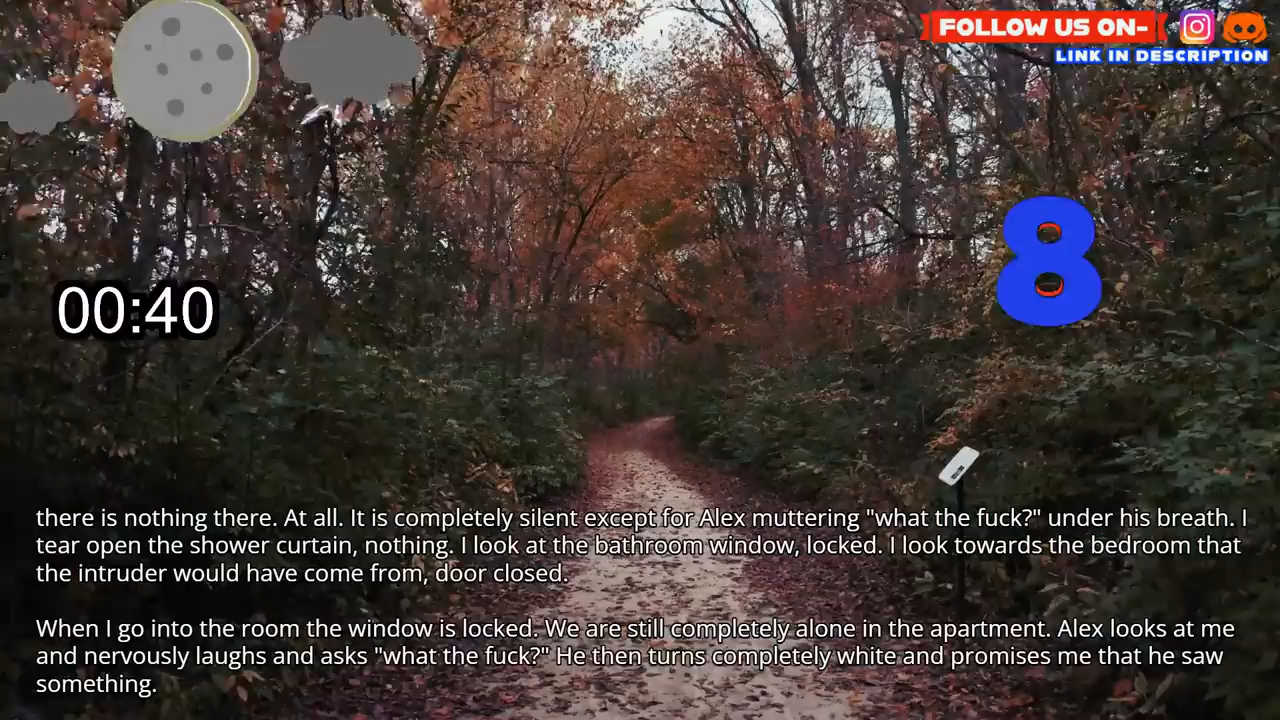 FOLLOW US ON-
LINK IN DESCRIPTION
8
00:40
there is nothing there. At all. It is completely silent except for Alex muttering "what the fuck?" under his breath. I
tear open the shower curtain, nothing. I look at the bathroom window, locked. I look towards the bedroom that
the intruder would have come from, door closed.
When I go into the room the window is locked. We are still completely alone in the apartment. Alex looks at me
and nervously laughs and asks "what the fuck?" He then turns completely white and promises me that he saw
something.